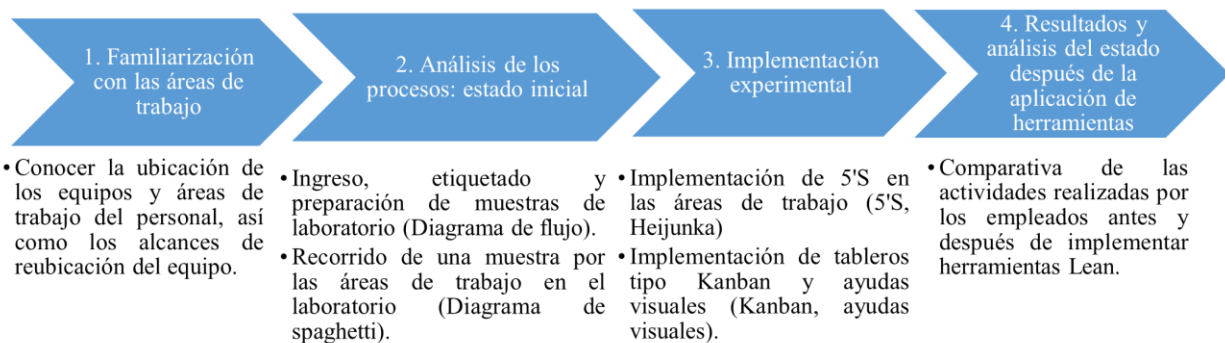 1. Familiarización
con las áreas de
trabajo
2. Análisis de los
procesos: estado inicial
3. Implementación
experimental
4. Resultados y
análisis del estado
después de la
aplicación de
herramientas
• Conocer la ubicación de
los equipos y áreas de
trabajo del personal, así
como los alcances de
reubicación del equipo.
• Ingreso, etiquetado y
preparación de muestras de
laboratorio (Diagrama de flujo).
• Recorrido de una muestra por
las áreas de trabajo en el
laboratorio (Diagrama de
spaghetti).
• Implementación de 5'S en
las áreas de trabajo (5'S,
Heijunka)
• Implementación de tableros
tipo Kanban y ayudas
visuales (Kanban, ayudas
visuales).
• Comparativa de las
actividades realizadas por
los empleados antes y
después de implementar
herramientas Lean.